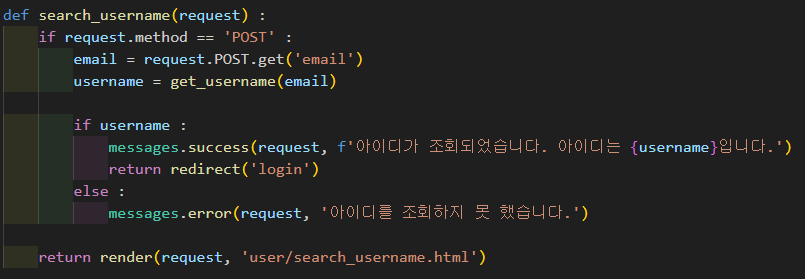 def search_username(request) :
    if request.method == 'POST' :
        email = request.POST.get('email')
        username = get_username(email)

        if username :
            messages.success(request, f'아이디가 조회되었습니다. 아이디는 {username}입니다.')
            return redirect('login')
        else :
            messages.error(request, '아이디를 조회하지 못 했습니다.')

    return render(request, 'user/search_username.html')